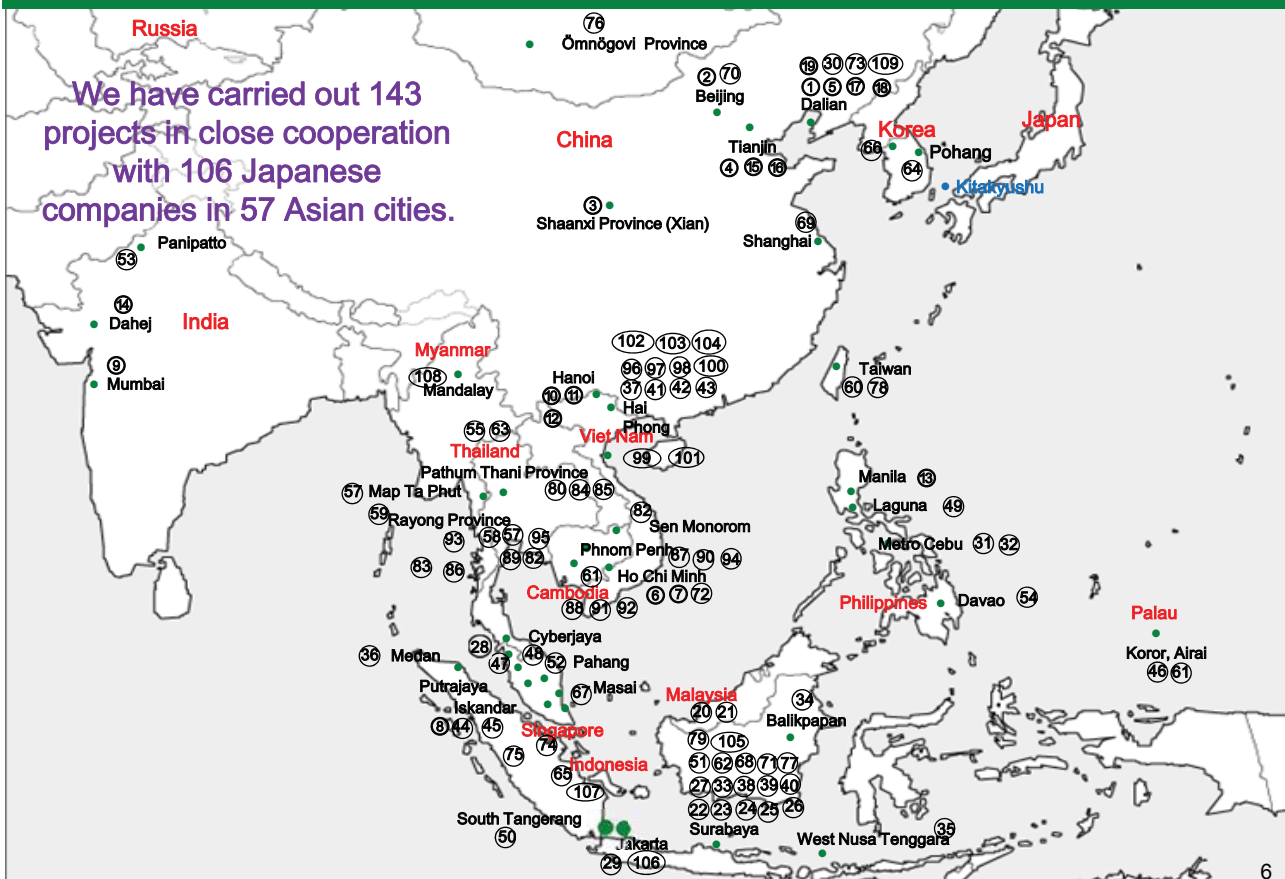 Russia
76
Ömnögovi Province
We have carried out 143
projects in close cooperation
with 106 Japanese
companies in 57 Asian cities.
2 70
Beijing
19 30 73 109
1 5 17 18
Dalian
China
Tianjin
4 15 16
Korea
66
Pohang
64
Japan
Kitakyushu
3
Shaanxi Province (Xian)
69
Shanghai
Panipatto
53
14
Dahej
India
9
Mumbai
Myanmar
108
Mandalay
102 103 104
96 97 98 100
37 41 42 43
Hanoi
10 11
12
Hai
Phong
Viet Nam
99 101
Taiwan
60 78
55 63
Thailand
Pathum Thani Province
80 84 85
57 Map Ta Phut
59
Rayong Province
93 58 57 95
83 86 89 82
82
Sen Monorom
Phnom Penh
87 90 94
61
Ho Chi Minh
6 7 72
Cambodia
88 91 92
Manila 13
Laguna 49
Metro Cebu 31 32
Philippines
Davao 54
Palau
Koror, Airai
46 61
Cyberjaya
28
47 48
52 Pahang
36 Medan
Putrajaya
67 Masai
Iskandar
8 44 45
Singapore
74
75
Indonesia
65
107
Malaysia
20 21
34
Balikpapan
79 105
51 62 68 71 77
27 33 38 39 40
22 23 24 25 26
Surabaya
South Tangerang
50
Jakarta
29 106
35
West Nusa Tenggara
6